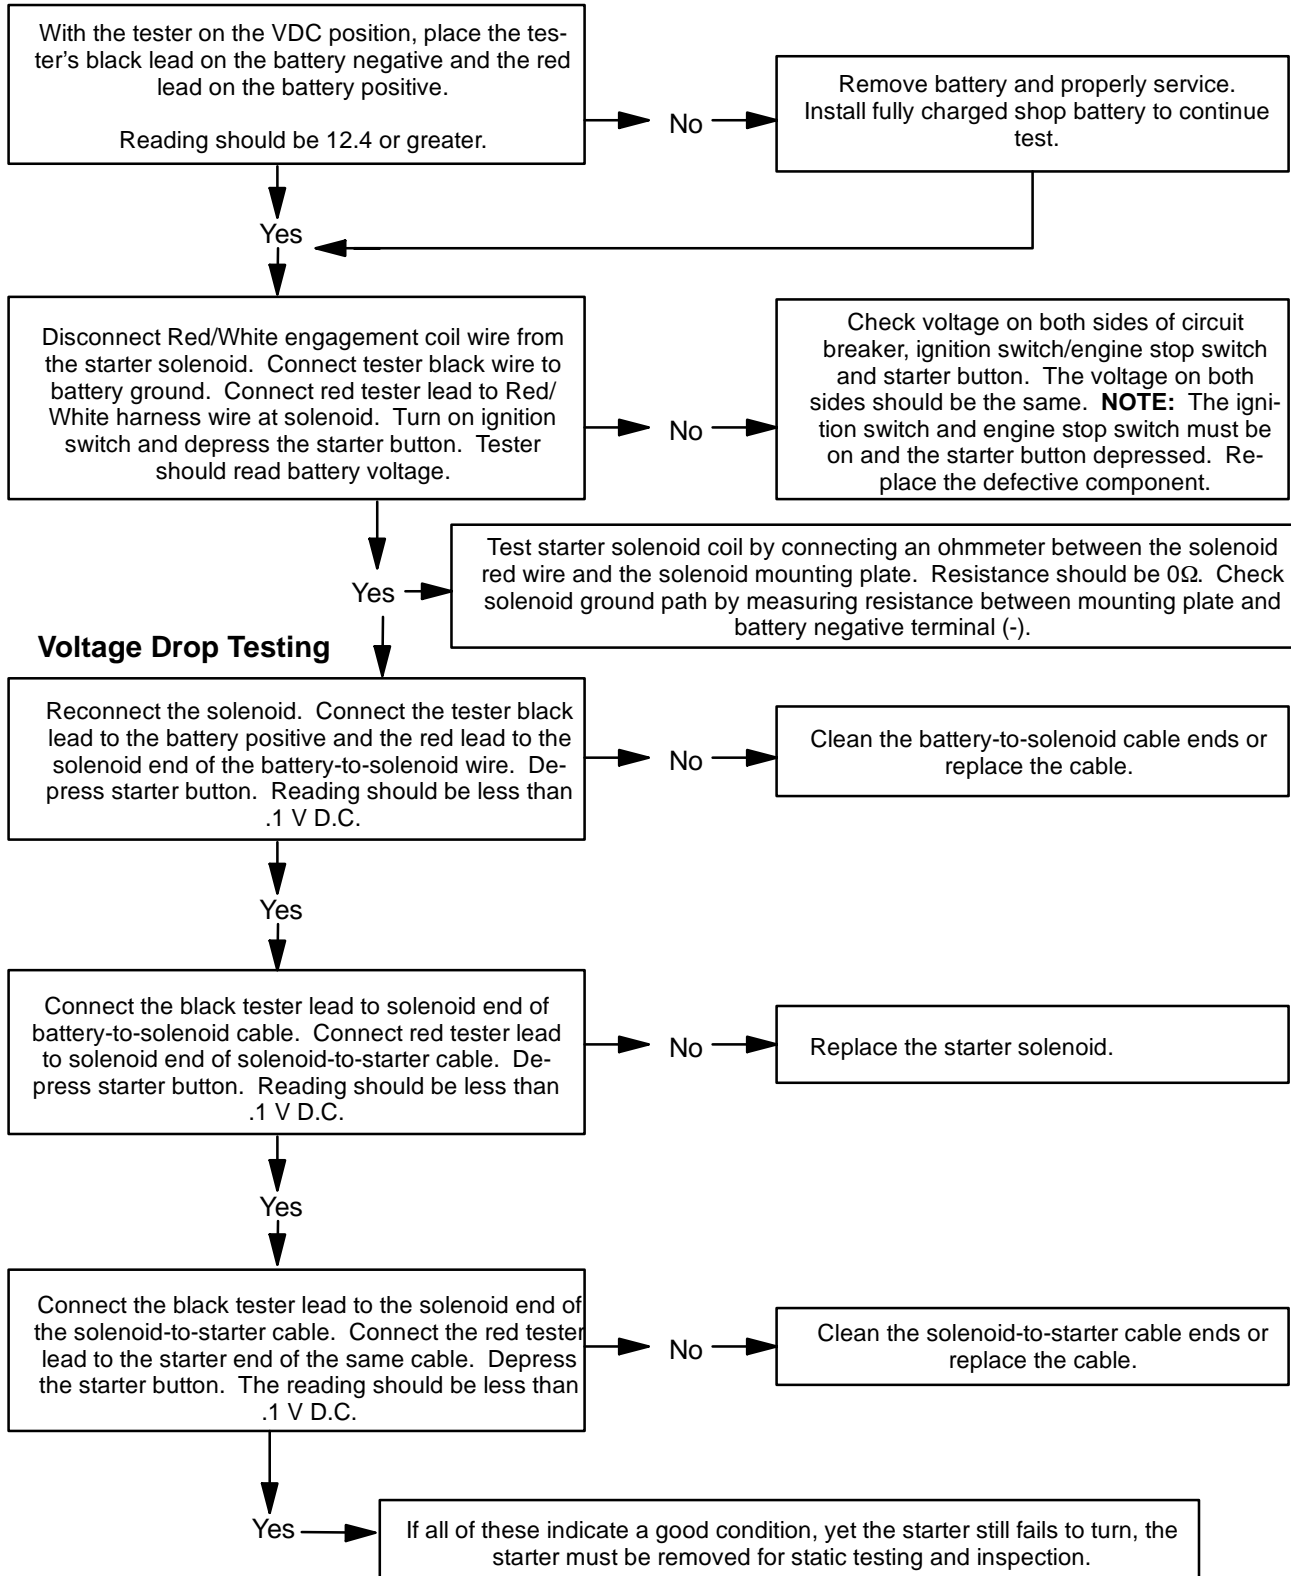 With the tester on the VDC position, place the tes-
ter's black lead on the battery negative and the red
lead on the battery positive.
Reading should be 12.4 or greater.
No
Remove battery and properly service.
Install fully charged shop battery to continue
test.
Yes
Disconnect Red/White engagement coil wire from
the starter solenoid. Connect tester black wire to
battery ground. Connect red tester lead to Red/
White harness wire at solenoid. Turn on ignition
switch and depress the starter button. Tester
should read battery voltage.
No
Check voltage on both sides of circuit
breaker, ignition switch/engine stop switch
and starter button. The voltage on both
sides should be the same. NOTE: The igni-
tion switch and engine stop switch must be
on and the starter button depressed. Re-
place the defective component.
Yes
Test starter solenoid coil by connecting an ohmmeter between the solenoid
red wire and the solenoid mounting plate. Resistance should be 0Ω. Check
solenoid ground path by measuring resistance between mounting plate and
battery negative terminal (-).
Voltage Drop Testing
Reconnect the solenoid. Connect the tester black
lead to the battery positive and the red lead to the
solenoid end of the battery-to-solenoid wire. De-
press starter button. Reading should be less than
.1 V D.C.
No
Clean the battery-to-solenoid cable ends or
replace the cable.
Yes
Connect the black tester lead to solenoid end of
battery-to-solenoid cable. Connect red tester lead
to solenoid end of solenoid-to-starter cable. De-
press starter button. Reading should be less than
.1 V D.C.
No
Replace the starter solenoid.
Yes
Connect the black tester lead to the solenoid end of
the solenoid-to-starter cable. Connect the red tester
lead to the starter end of the same cable. Depress
the starter button. The reading should be less than
.1 V D.C.
No
Clean the solenoid-to-starter cable ends or
replace the cable.
Yes
If all of these indicate a good condition, yet the starter still fails to turn, the
starter must be removed for static testing and inspection.